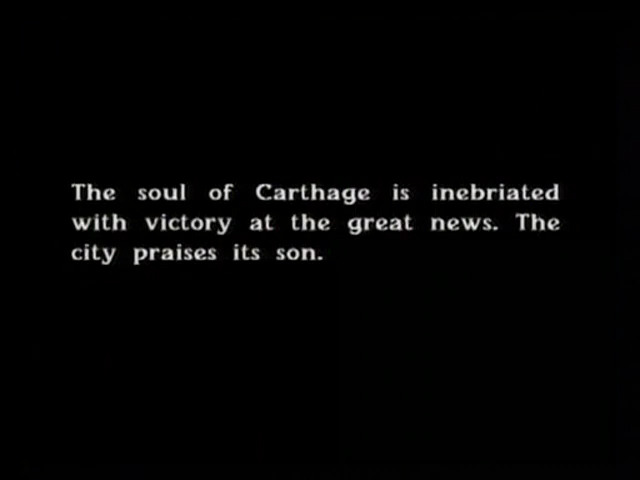 The soul of Carthage is inebriated
with victory at the great news. The
city praises its son.